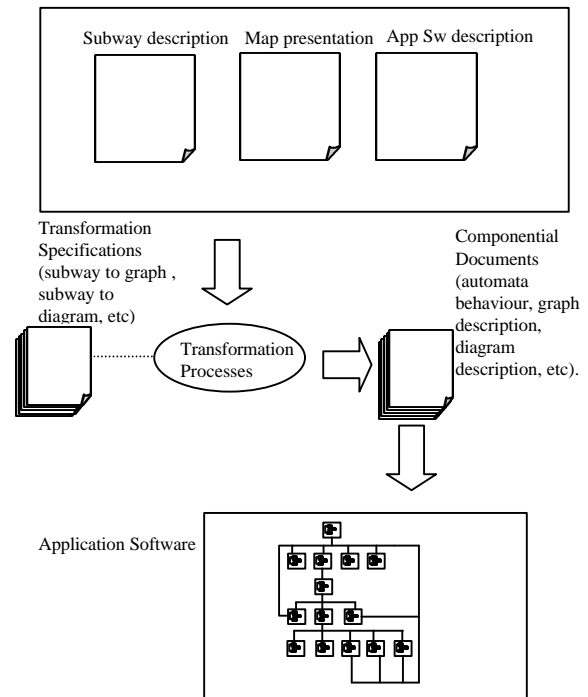 Subway description
Map presentation
App Sw description
Transformation
Specifications
(subway to graph ,
subway to
diagram, etc)
Componential
Documents
(automata
behaviour, graph
description,
diagram
description, etc).
Transformation
Processes
Application Software